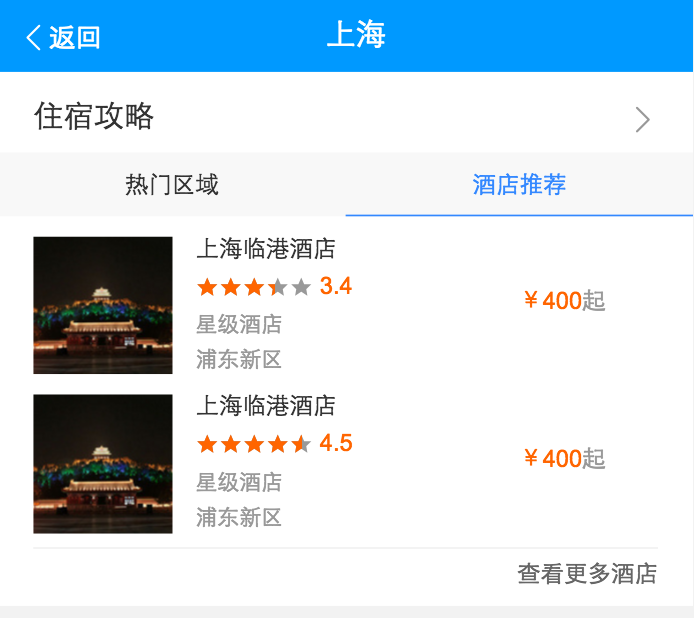 返回
上海
住宿攻略
热门区域
酒店推荐
上海临港酒店
3.4
星级酒店
浦东新区
￥400起
上海临港酒店
4.5
星级酒店
浦东新区
￥400起
查看更多酒店